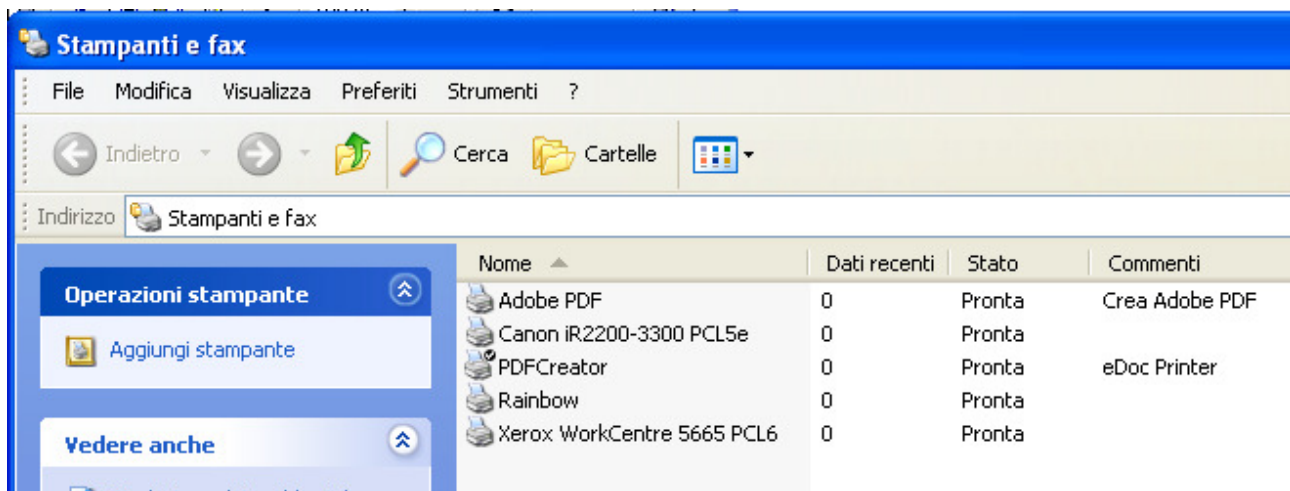 Stampanti e fax
File Modifica Visualizza Preferiti Strumenti ?
Indietro Cerca Cartelle
Indirizzo Stampanti e fax
Nome Dati recenti Stato Commenti
Operazioni stampante
Aggiungi stampante
Vedere anche
Adobe PDF 0 Pronta Crea Adobe PDF
Canon iR2200-3300 PCL5e 0 Pronta
PDFCreator 0 Pronta eDoc Printer
Rainbow 0 Pronta
Xerox WorkCentre 5665 PCL6 0 Pronta